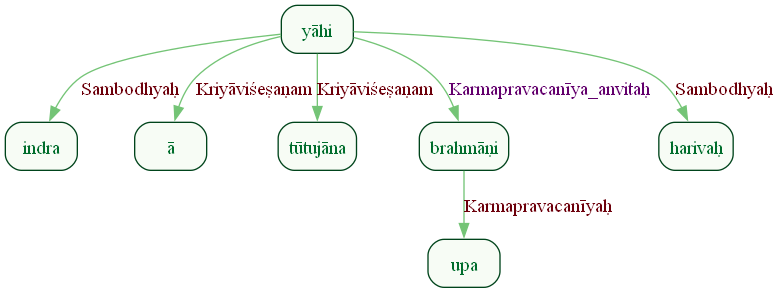 yāhi
Sambodhyaḥ Kriyāviśeṣaṇam Kriyāviśeṣaṇam Karmapravacanīya_anvitaḥ Sambodhyaḥ
indra ā tūtujāna brahmāṇi harivaḥ
Karmapravacanīyaḥ
upa